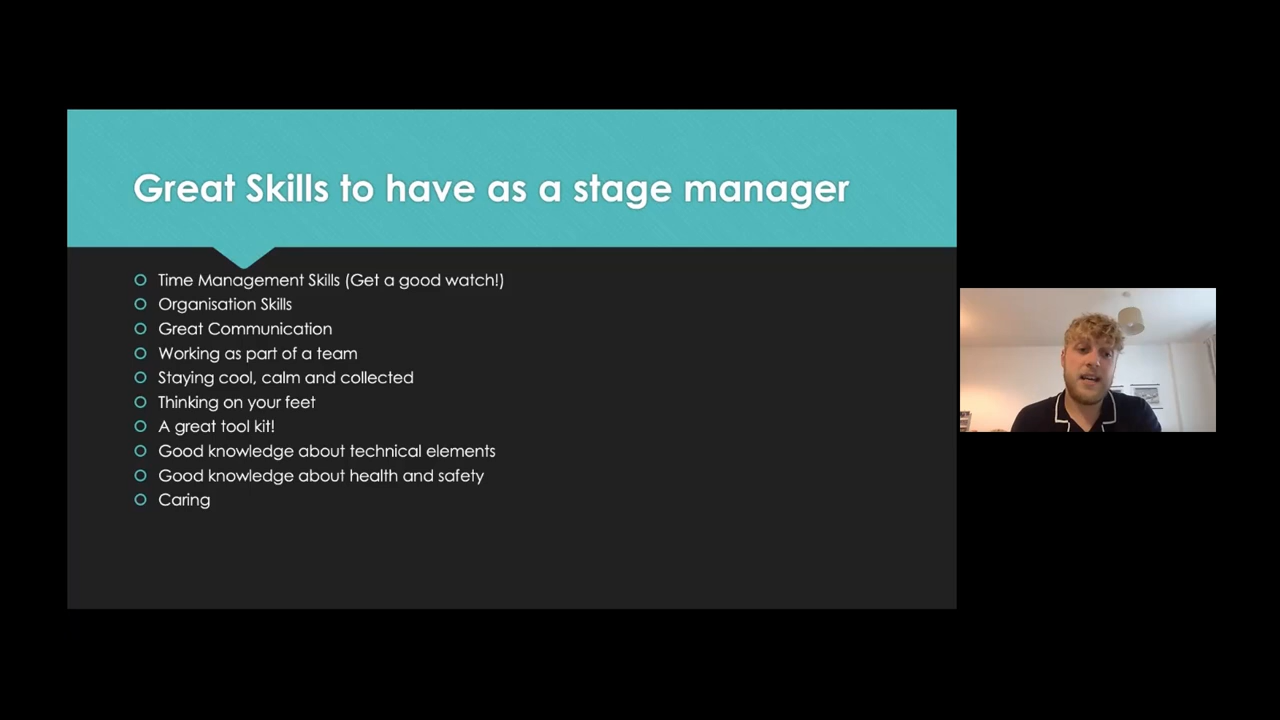 Great Skills to have as a stage manager
Time Management Skills (Get a good watch!)
Organisation Skills
Great Communication
Working as part of a team
Staying cool, calm and collected
Thinking on your feet
A great tool kit!
Good knowledge about technical elements
Good knowledge about health and safety
Caring